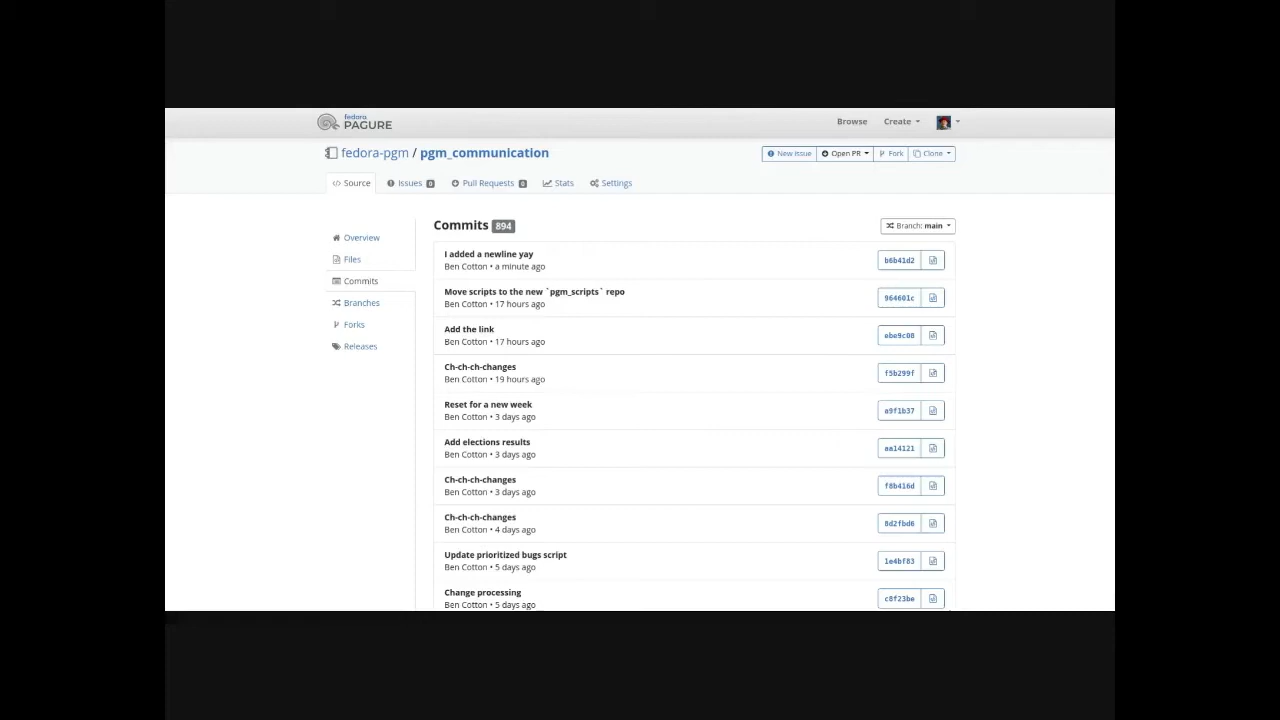 fedora
PAGURE
Browse
Create
fedora-pgm / pgm_communication
New issue
Open PR
Fork
Clone
Source
Issues 0
Pull Requests 0
Stats
Settings
Overview
Files
Commits
Branches
Forks
Releases
Commits 894
Branch: main
I added a newline yay
Ben Cotton • a minute ago
b6b41d2
Move scripts to the new `pgm_scripts` repo
Ben Cotton • 17 hours ago
964601c
Add the link
Ben Cotton • 17 hours ago
ebe9c08
Ch-ch-ch-changes
Ben Cotton • 19 hours ago
f5b299f
Reset for a new week
Ben Cotton • 3 days ago
a9f1b37
Add elections results
Ben Cotton • 3 days ago
aa14121
Ch-ch-ch-changes
Ben Cotton • 3 days ago
f8b416d
Ch-ch-ch-changes
Ben Cotton • 4 days ago
8d2fbd6
Update prioritized bugs script
Ben Cotton • 5 days ago
1e4bf83
Change processing
Ben Cotton • 5 days ago
c8f23be